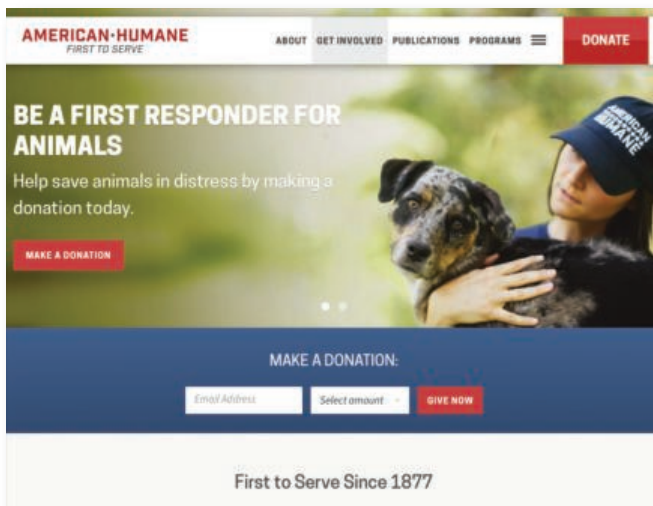 AMERICAN·HUMANE
FIRST TO SERVE
ABOUT GET INVOLVED PUBLICATIONS PROGRAMS
DONATE
BE A FIRST RESPONDER FOR
ANIMALS
Help save animals in distress by making a
donation today.
MAKE A DONATION
AMERICAN
HUMANE
MAKE A DONATION:
Email Address
Select amount
GIVE NOW
First to Serve Since 1877